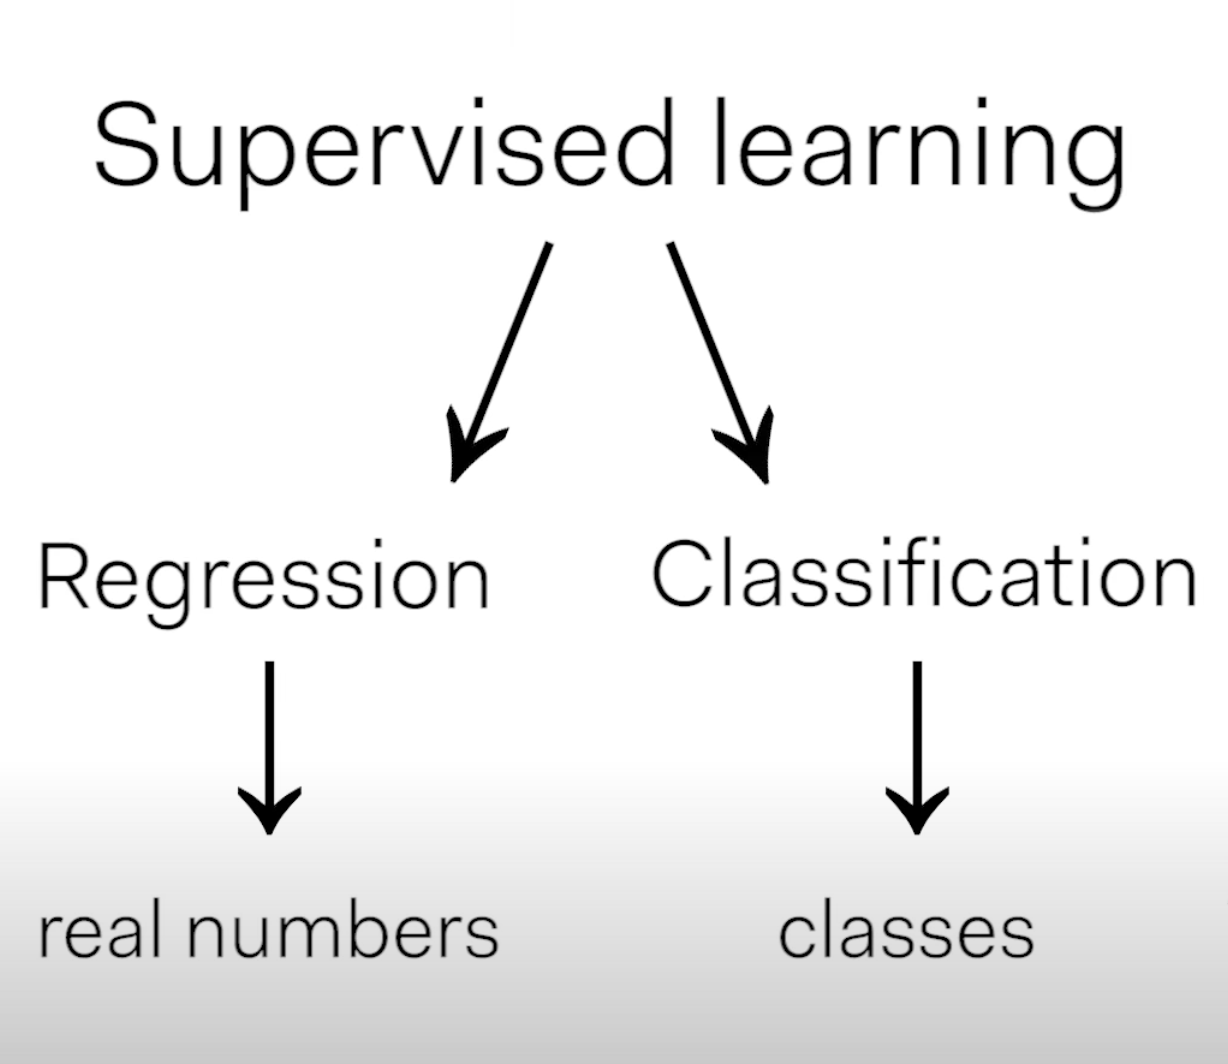 Supervised learning
Regression
Classification
real numbers
classes